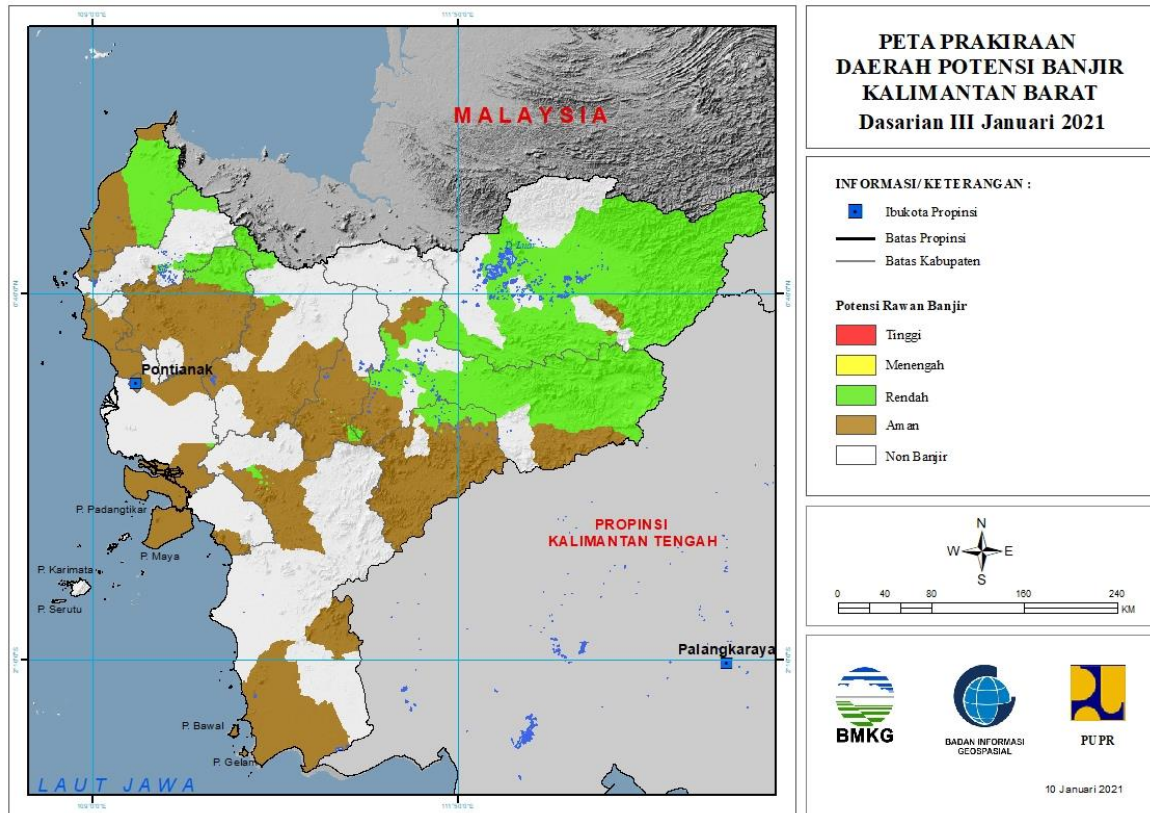 PETA PRAKIRAAN
DAERAH POTENSI BANJIR
KALIMANTAN BARAT
Dasarian III Januari 2021
INFORMASI/ KETERANGAN :
Ibukota Propinsi
Batas Propinsi
Batas Kabupaten
Potensi Rawan Banjir
Tinggi
Menengah
Rendah
Aman
Non Banjir
N
W E
S
0 40 80 160 240
KM
BMKG
BADAN INFORMASI
GEOSPASIAL
PUPR
10 Januari 2021
MALAYSIA
Pontianak
P. Padangtikar
P. Maya
P. Karimata
P. Serutu
PROPINSI
KALIMANTAN TENGAH
Palangkaraya
P. Bawal
P. Gelam
LAUT JAWA